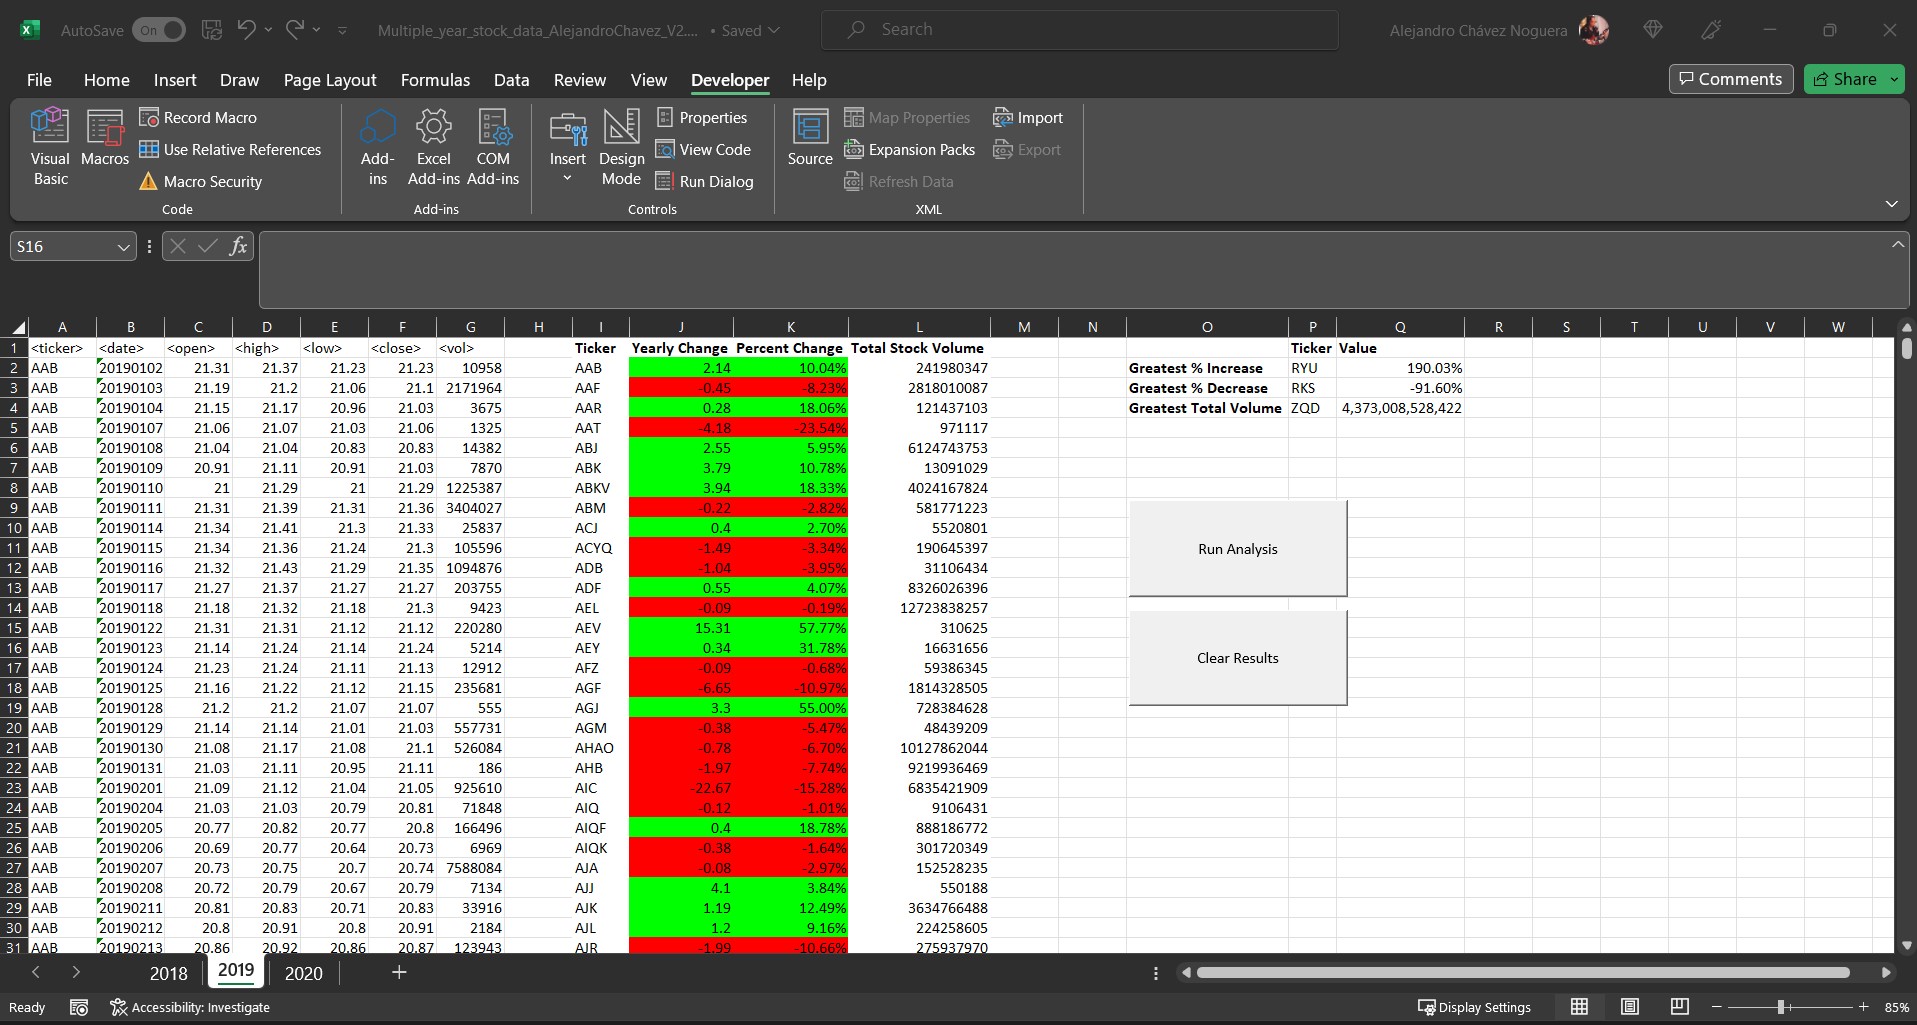 AutoSave On Multiple_year_stock_data_AlejandroChavez_V2.... • Saved Search Alejandro Chávez Noguera
File Home Insert Draw Page Layout Formulas Data Review View Developer Help Comments Share
Visual Basic Macros Record Macro Use Relative References Macro Security
Code
Add-ins Excel Add-ins COM Add-ins
Add-ins
Insert Design Mode Properties View Code Run Dialog
Controls
Source Map Properties Expansion Packs Refresh Data Import Export
XML
S16 fx
A B C D E F G H I J K L M N O P Q R S T U V W
1 <ticker> <date> <open> <high> <low> <close> <vol> Ticker Yearly Change Percent Change Total Stock Volume Ticker Value
2 AAB 20190102 21.31 21.37 21.23 21.23 10958 AAB 2.14 10.04% 241980347 Greatest % Increase RYU 190.03%
3 AAB 20190103 21.19 21.2 21.06 21.1 2171964 AAF -0.45 -8.23% 2818010087 Greatest % Decrease RKS -91.60%
4 AAB 20190104 21.15 21.17 20.96 21.03 3675 AAR 0.28 18.06% 121437103 Greatest Total Volume ZQD 4,373,008,528,422
5 AAB 20190107 21.06 21.07 21.03 21.06 1325 AAT -4.18 -23.54% 971117
6 AAB 20190108 21.04 21.04 20.83 20.83 14382 ABJ 2.55 5.95% 6124743753
7 AAB 20190109 20.91 21.11 20.91 21.03 7870 ABK 3.79 10.78% 13091029
8 AAB 20190110 21 21.29 21 21.29 1225387 ABKV 3.94 18.33% 4024167824
9 AAB 20190111 21.31 21.39 21.31 21.36 3404027 ABM -0.22 -2.82% 581771223
10 AAB 20190114 21.34 21.41 21.3 21.33 25837 ACJ 0.4 2.70% 5520801
11 AAB 20190115 21.34 21.36 21.24 21.3 105596 ACYQ -1.49 -3.34% 190645397 Run Analysis
12 AAB 20190116 21.32 21.43 21.29 21.35 1094876 ADB -1.04 -3.95% 31106434
13 AAB 20190117 21.27 21.37 21.27 21.27 203755 ADF 0.55 4.07% 8326026396
14 AAB 20190118 21.18 21.32 21.18 21.3 9423 AEL -0.09 -0.19% 12723838257
15 AAB 20190122 21.31 21.31 21.12 21.12 220280 AEV 15.31 57.77% 310625
16 AAB 20190123 21.14 21.24 21.14 21.24 5214 AEY 0.34 31.78% 16631656 Clear Results
17 AAB 20190124 21.23 21.24 21.11 21.13 12912 AFZ -0.09 -0.68% 59386345
18 AAB 20190125 21.16 21.22 21.12 21.15 235681 AGF -6.65 -10.97% 1814328505
19 AAB 20190128 21.2 21.2 21.07 21.07 555 AGJ 3.3 55.00% 728384628
20 AAB 20190129 21.14 21.14 21.01 21.03 557731 AGM -0.38 -5.47% 48439209
21 AAB 20190130 21.08 21.17 21.08 21.1 526084 AHAO -0.78 -6.70% 10127862044
22 AAB 20190131 21.03 21.11 20.95 21.11 186 AHB -1.97 -7.74% 9219936469
23 AAB 20190201 21.09 21.12 21.04 21.05 925610 AIC -22.67 -15.28% 6835421909
24 AAB 20190204 21.03 21.03 20.79 20.81 71848 AIQ -0.12 -1.01% 9106431
25 AAB 20190205 20.77 20.82 20.77 20.8 166496 AIQF 0.4 18.78% 888186772
26 AAB 20190206 20.69 20.77 20.64 20.73 6969 AIQK -0.38 -1.64% 301720349
27 AAB 20190207 20.73 20.75 20.7 20.74 7588084 AJA -0.08 -2.97% 152528235
28 AAB 20190208 20.72 20.79 20.67 20.79 7134 AJJ 4.1 3.84% 550188
29 AAB 20190211 20.81 20.83 20.71 20.83 33916 AJK 1.19 12.49% 3634766488
30 AAB 20190212 20.8 20.91 20.8 20.91 2184 AJL 1.2 9.16% 224258605
31 AAB 20190213 20.86 20.92 20.86 20.87 123943 AJR -1.99 -10.66% 275937970
2018 2019 2020 +
Ready Accessibility: Investigate Display Settings 85%